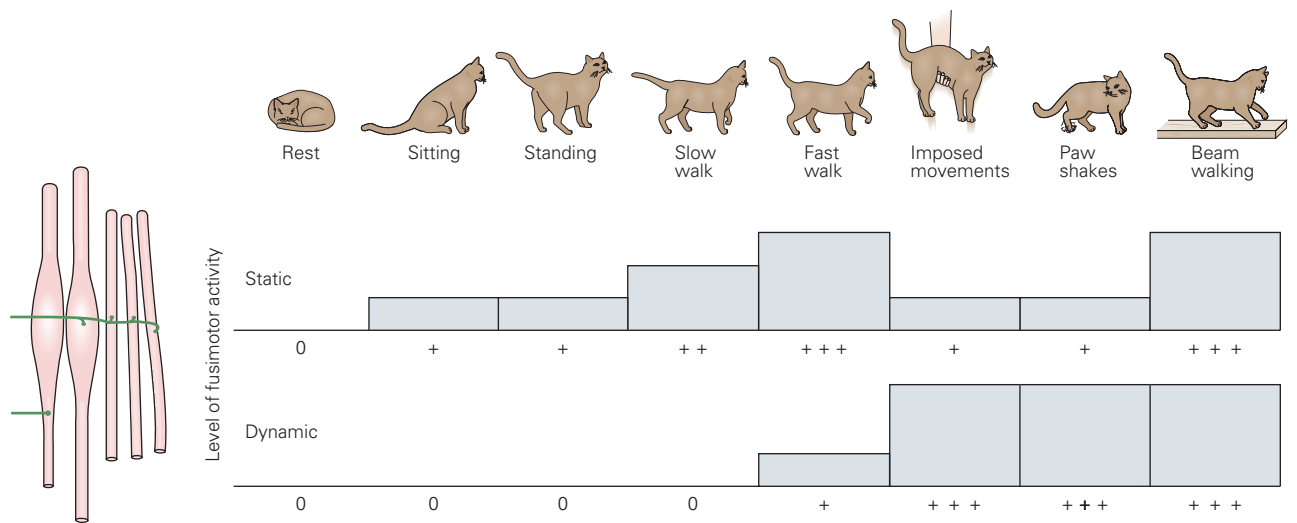 Rest
Sitting
Standing
Slow
walk
Fast
walk
Imposed
movements
Paw
shakes
Beam
walking
Level of fusimotor activity
Static
0 + + + + + + + + + + + +
Dynamic
0 0 0 0 + + + + + + + + + +